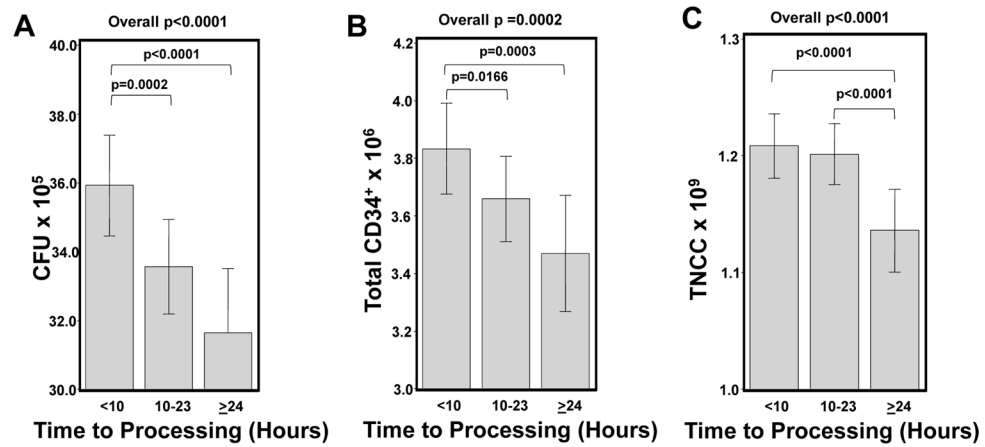 A
Overall p<0.0001
CFU x 10⁵
40.0
38.0
36.0
34.0
32.0
30.0
p<0.0001
p=0.0002
<10
10-23
≥24
Time to Processing (Hours)
B
Overall p =0.0002
Total CD34⁺ x 10⁶
4.2
4.0
3.8
3.6
3.4
3.2
3.0
p=0.0003
p=0.0166
<10
10-23
≥24
Time to Processing (Hours)
C
Overall p<0.0001
TNCC x 10⁹
1.3
1.2
1.1
1.0
p<0.0001
p<0.0001
<10
10-23
≥24
Time to Processing (Hours)